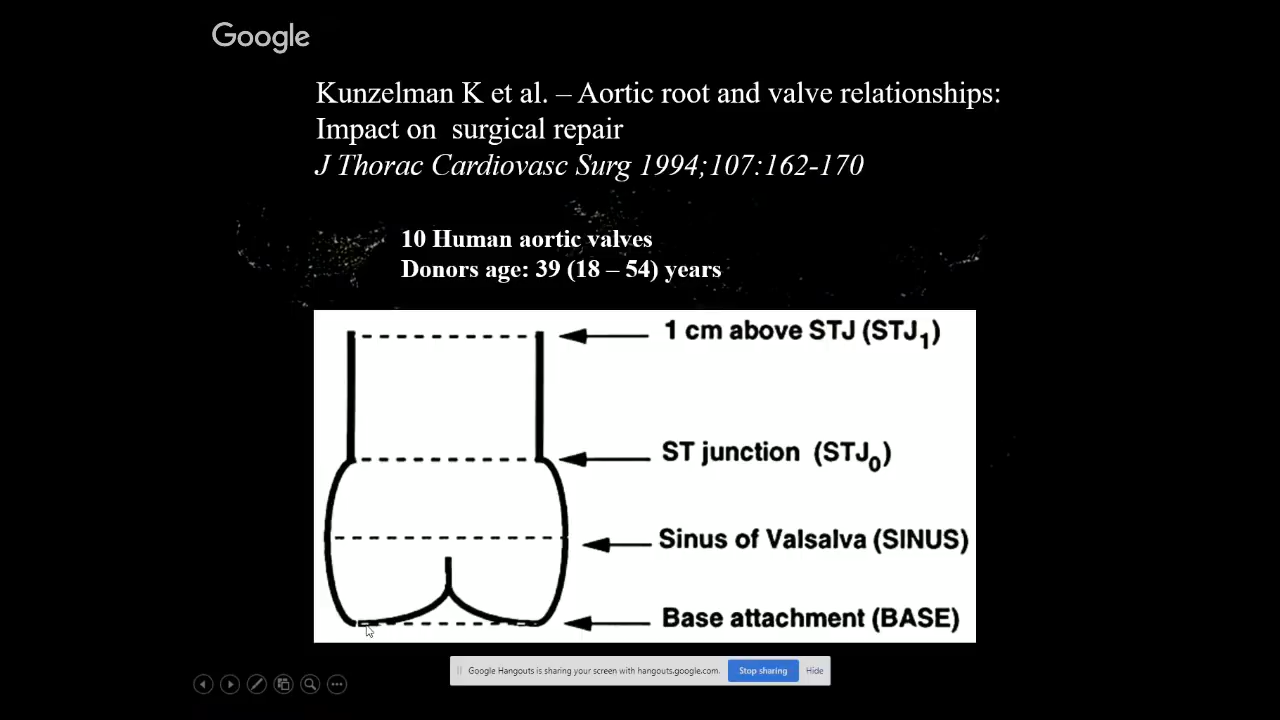 Google
Kunzelman K et al. – Aortic root and valve relationships:
Impact on surgical repair
J Thorac Cardiovasc Surg 1994;107:162-170
10 Human aortic valves
Donors age: 39 (18 – 54) years
1 cm above STJ (STJ1)
ST junction (STJ0)
Sinus of Valsalva (SINUS)
Base attachment (BASE)
Google Hangouts is sharing your screen with hangouts.google.com. Stop sharing Hide